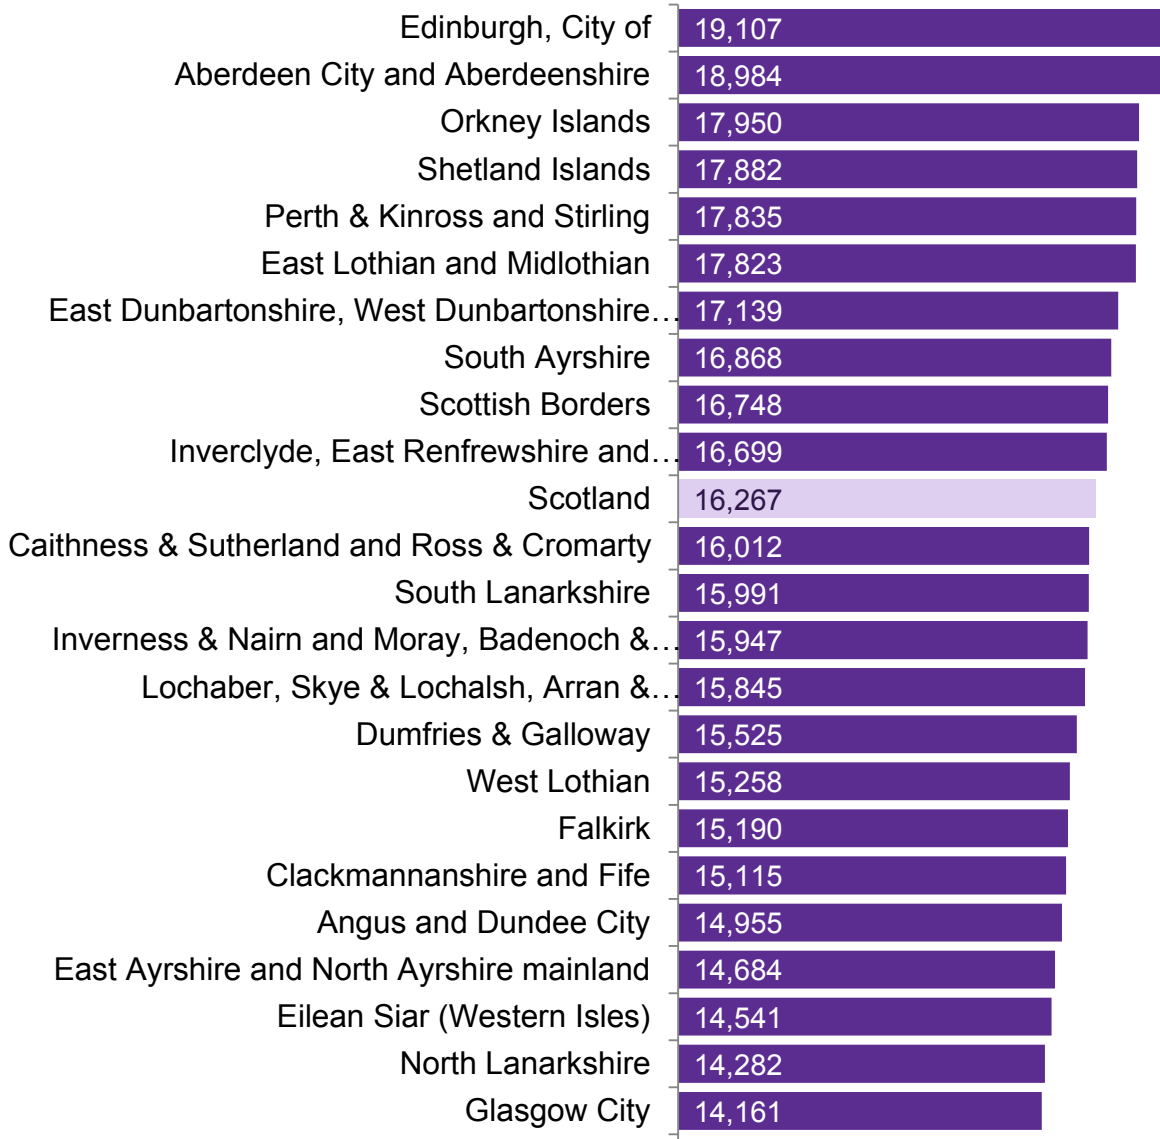 Edinburgh, City of 19,107
Aberdeen City and Aberdeenshire 18,984
Orkney Islands 17,950
Shetland Islands 17,882
Perth & Kinross and Stirling 17,835
East Lothian and Midlothian 17,823
East Dunbartonshire, West Dunbartonshire… 17,139
South Ayrshire 16,868
Scottish Borders 16,748
Inverclyde, East Renfrewshire and… 16,699
Scotland 16,267
Caithness & Sutherland and Ross & Cromarty 16,012
South Lanarkshire 15,991
Inverness & Nairn and Moray, Badenoch &… 15,947
Lochaber, Skye & Lochalsh, Arran &… 15,845
Dumfries & Galloway 15,525
West Lothian 15,258
Falkirk 15,190
Clackmannanshire and Fife 15,115
Angus and Dundee City 14,955
East Ayrshire and North Ayrshire mainland 14,684
Eilean Siar (Western Isles) 14,541
North Lanarkshire 14,282
Glasgow City 14,161